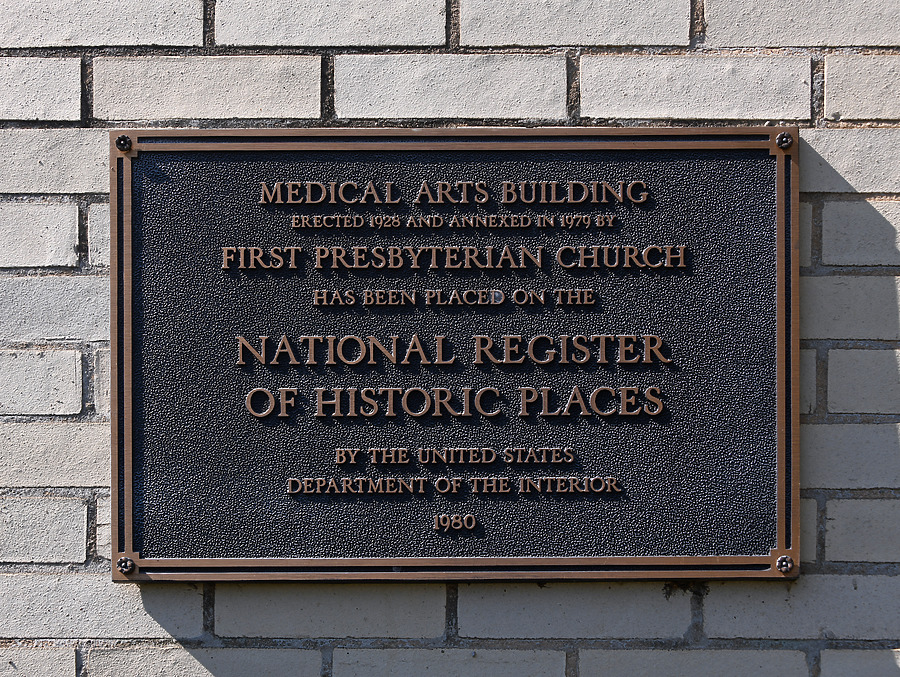 MEDICAL ARTS BUILDING
ERECTED 1928 AND ANNEXED IN 1979 BY
FIRST PRESBYTERIAN CHURCH
HAS BEEN PLACED ON THE
NATIONAL REGISTER
OF HISTORIC PLACES
BY THE UNITED STATES
DEPARTMENT OF THE INTERIOR
1980